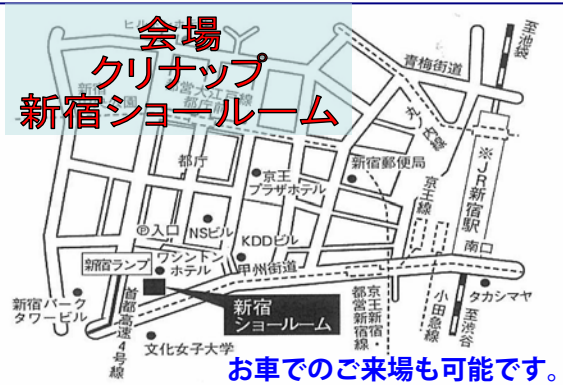 会場
クリナップ
新宿ショールーム
至池袋
青梅街道
丸ノ内線
都庁
京王
プラザホテル
新宿郵便局
京王線
※JR新宿駅
南口
Ⓟ入口
NSビル
KDDビル
新宿ランプ
ワシントン
ホテル
甲州街道
新宿パーク
タワービル
首都高速4号線
新宿
ショールーム
京王新宿・
都営新宿線
小田急線
タカシマヤ
至渋谷
文化女子大学
お車でのご来場も可能です。